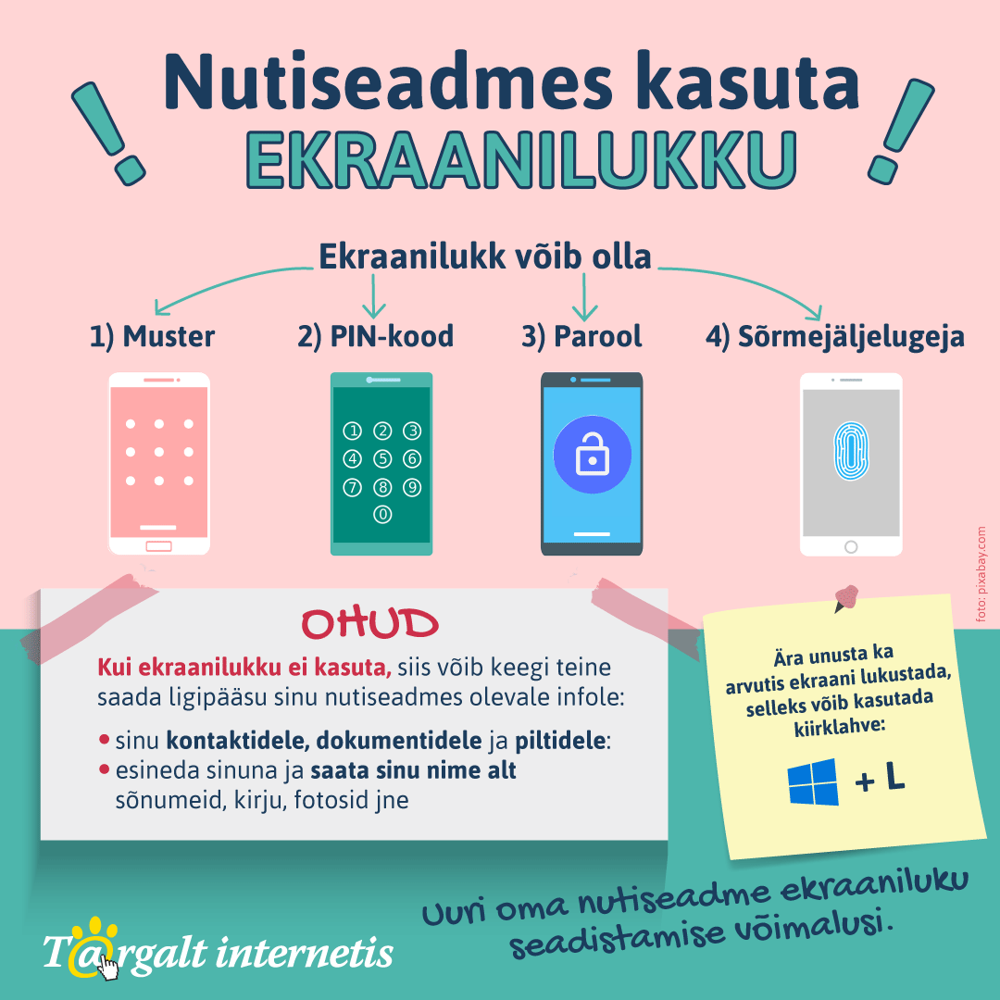 Nutiseadmes kasuta
EKRAANILUKKU
Ekraanilukk võib olla
1) Muster
2) PIN-kood
3) Parool
4) Sõrmejäljelugeja
1 2 3
4 5 6
7 8 9
0
foto: pixabay.com
OHUD
Kui ekraanilukku ei kasuta, siis võib keegi teine
saada ligipääsu sinu nutiseadmes olevale infole:
• sinu kontaktidele, dokumentidele ja piltidele:
• esineda sinuna ja saata sinu nime alt
sõnumeid, kirju, fotosid jne
Ära unusta ka
arvutis ekraani lukustada,
selleks võib kasutada
kiirklahve:
+ L
Uuri oma nutiseadme ekraaniluku
seadistamise võimalusi.
Targalt internetis